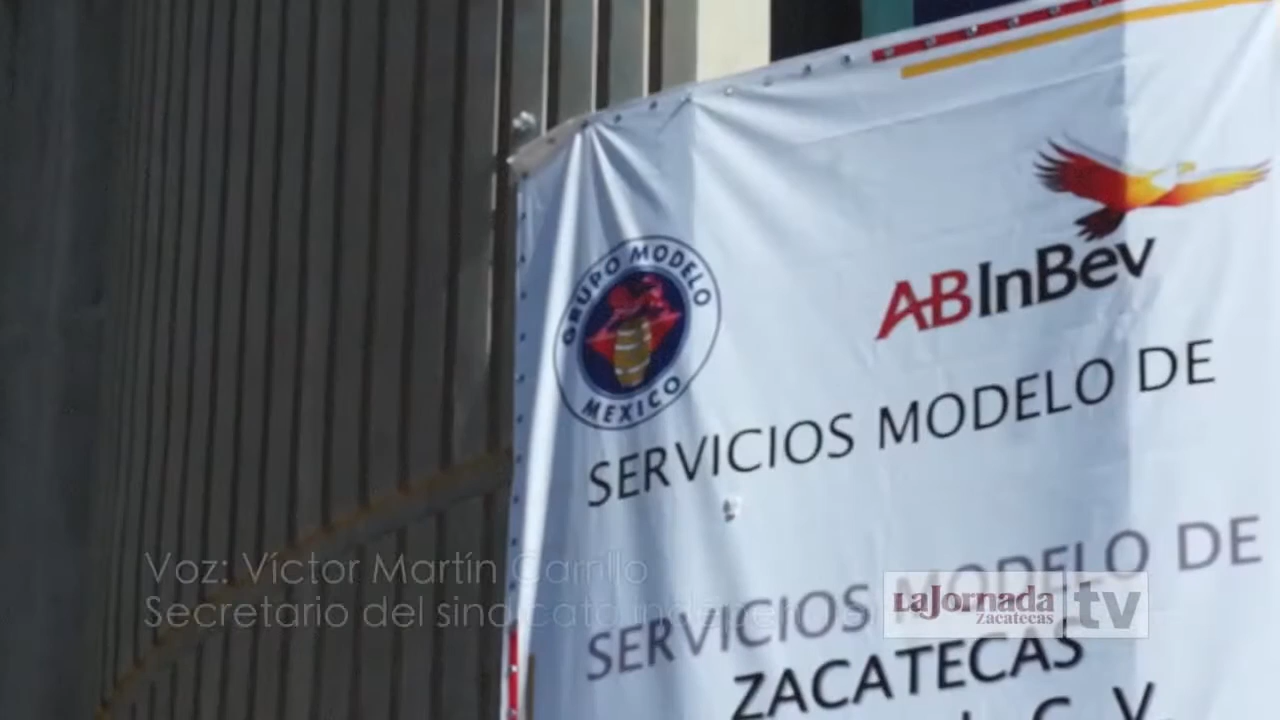 GRUPO MODELO
MEXICO
ABInBev
SERVICIOS MODELO DE
SERVICIOS MODELO DE
ZACATECAS
C. V.
Voz: Víctor Martín Carrillo
Secretario del sindicato
LaJornada
Zacatecas
tv